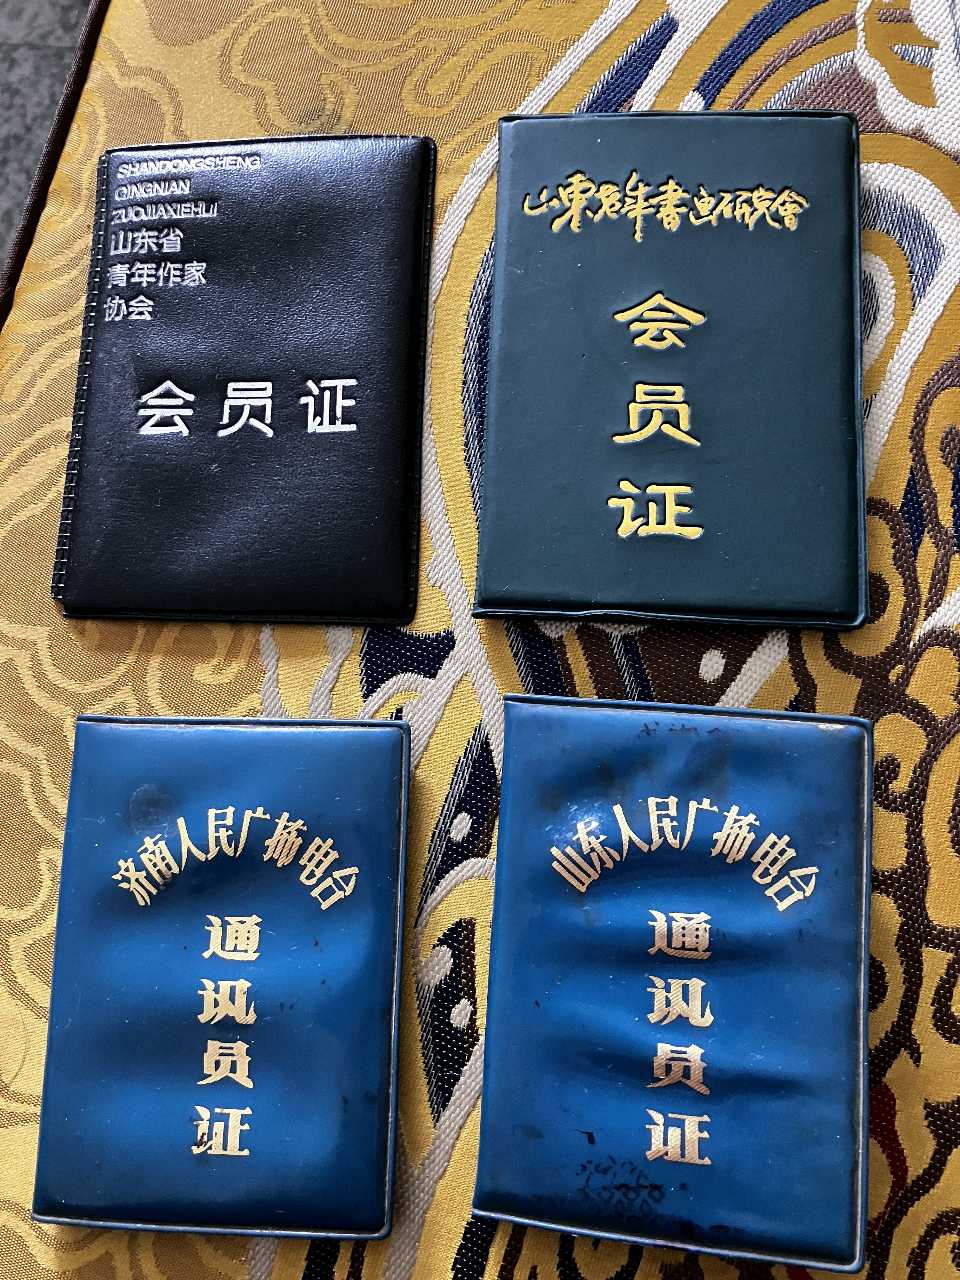 SHANDONGSHENG
QINGNIAN
ZUOJIAXIEHUI
山东省
青年作家
协会
会员证
山東老年書画研究會
会
员
证
济南人民广播电台
通
讯
员
证
山东人民广播电台
通
讯
员
证